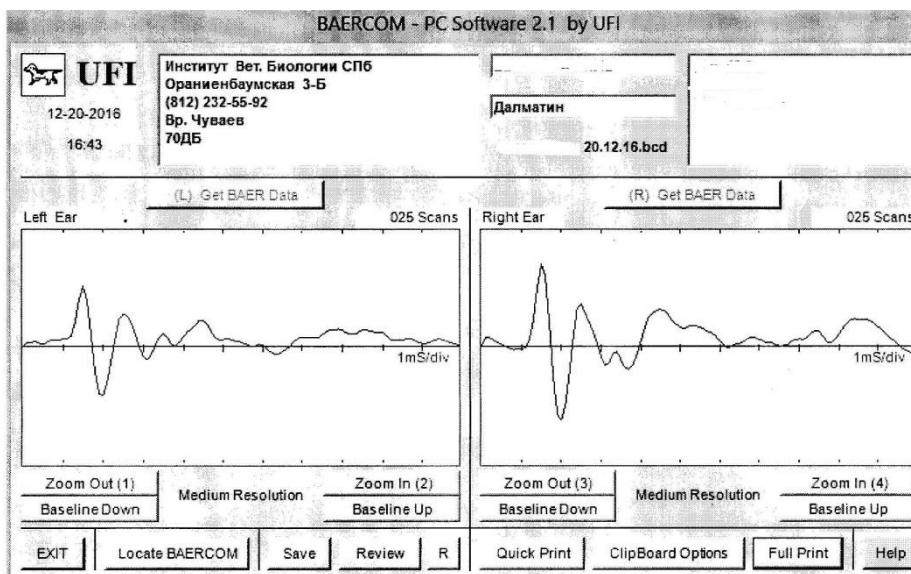 BAERCOM - PC Software 2.1 by UFI
UFI
12-20-2016
16:43
Институт Вет. Биологии СПб
Ораниенбаумская 3-Б
(812) 232-55-92
Вр. Чуваев
70ДБ
Далматин
20.12.16.bcd
(L) Get BAER Data
(R) Get BAER Data
Left Ear
025 Scans
Right Ear
025 Scans
1mS/div
1mS/div
Zoom Out (1)
Medium Resolution
Zoom In (2)
Baseline Down
Baseline Up
Zoom Out (3)
Medium Resolution
Zoom In (4)
Baseline Down
Baseline Up
EXIT
Locate BAERCOM
Save
Review
R
Quick Print
ClipBoard Options
Full Print
Help